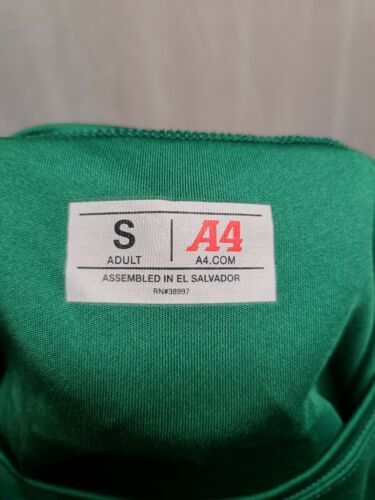 S
ADULT
A4
A4.COM
ASSEMBLED IN EL SALVADOR
RN#38997